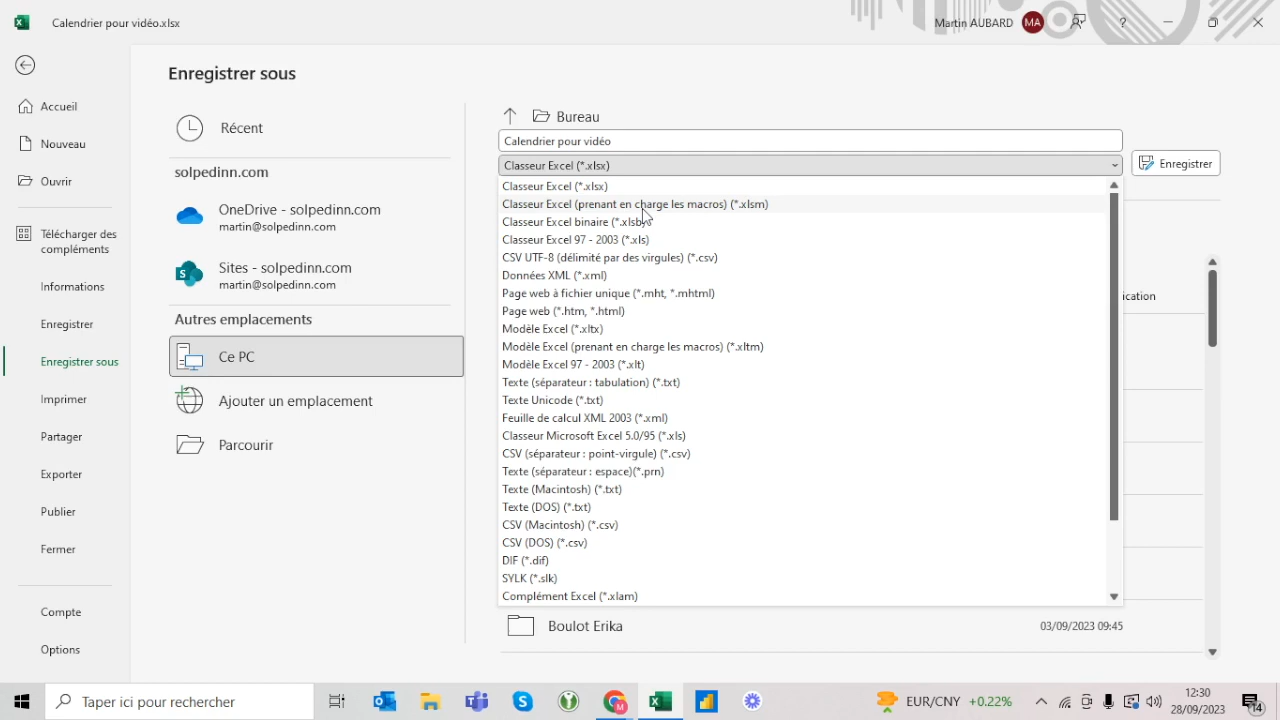 Calendrier pour vidéo.xlsx
Martin AUBARD
MA
?
Enregistrer sous
Accueil
Nouveau
Ouvrir
Télécharger des
compléments
Informations
Enregistrer
Enregistrer sous
Imprimer
Partager
Exporter
Publier
Fermer
Compte
Options
Récent
solpedinn.com
OneDrive - solpedinn.com
martin@solpedinn.com
Sites - solpedinn.com
martin@solpedinn.com
Autres emplacements
Ce PC
Ajouter un emplacement
Parcourir
Bureau
Calendrier pour vidéo
Classeur Excel (*.xlsx)
Enregistrer
Classeur Excel (*.xlsx)
Classeur Excel (prenant en charge les macros) (*.xlsm)
Classeur Excel binaire (*.xlsb)
Classeur Excel 97 - 2003 (*.xls)
CSV UTF-8 (délimité par des virgules) (*.csv)
Données XML (*.xml)
Page web à fichier unique (*.mht, *.mhtml)
Page web (*.htm, *.html)
Modèle Excel (*.xltx)
Modèle Excel (prenant en charge les macros) (*.xltm)
Modèle Excel 97 - 2003 (*.xlt)
Texte (séparateur : tabulation) (*.txt)
Texte Unicode (*.txt)
Feuille de calcul XML 2003 (*.xml)
Classeur Microsoft Excel 5.0/95 (*.xls)
CSV (séparateur : point-virgule) (*.csv)
Texte (séparateur : espace)(*.prn)
Texte (Macintosh) (*.txt)
Texte (DOS) (*.txt)
CSV (Macintosh) (*.csv)
CSV (DOS) (*.csv)
DIF (*.dif)
SYLK (*.slk)
Complément Excel (*.xlam)
ication
Boulot Erika
03/09/2023 09:45
Taper ici pour rechercher
EUR/CNY +0.22%
12:30
28/09/2023
14